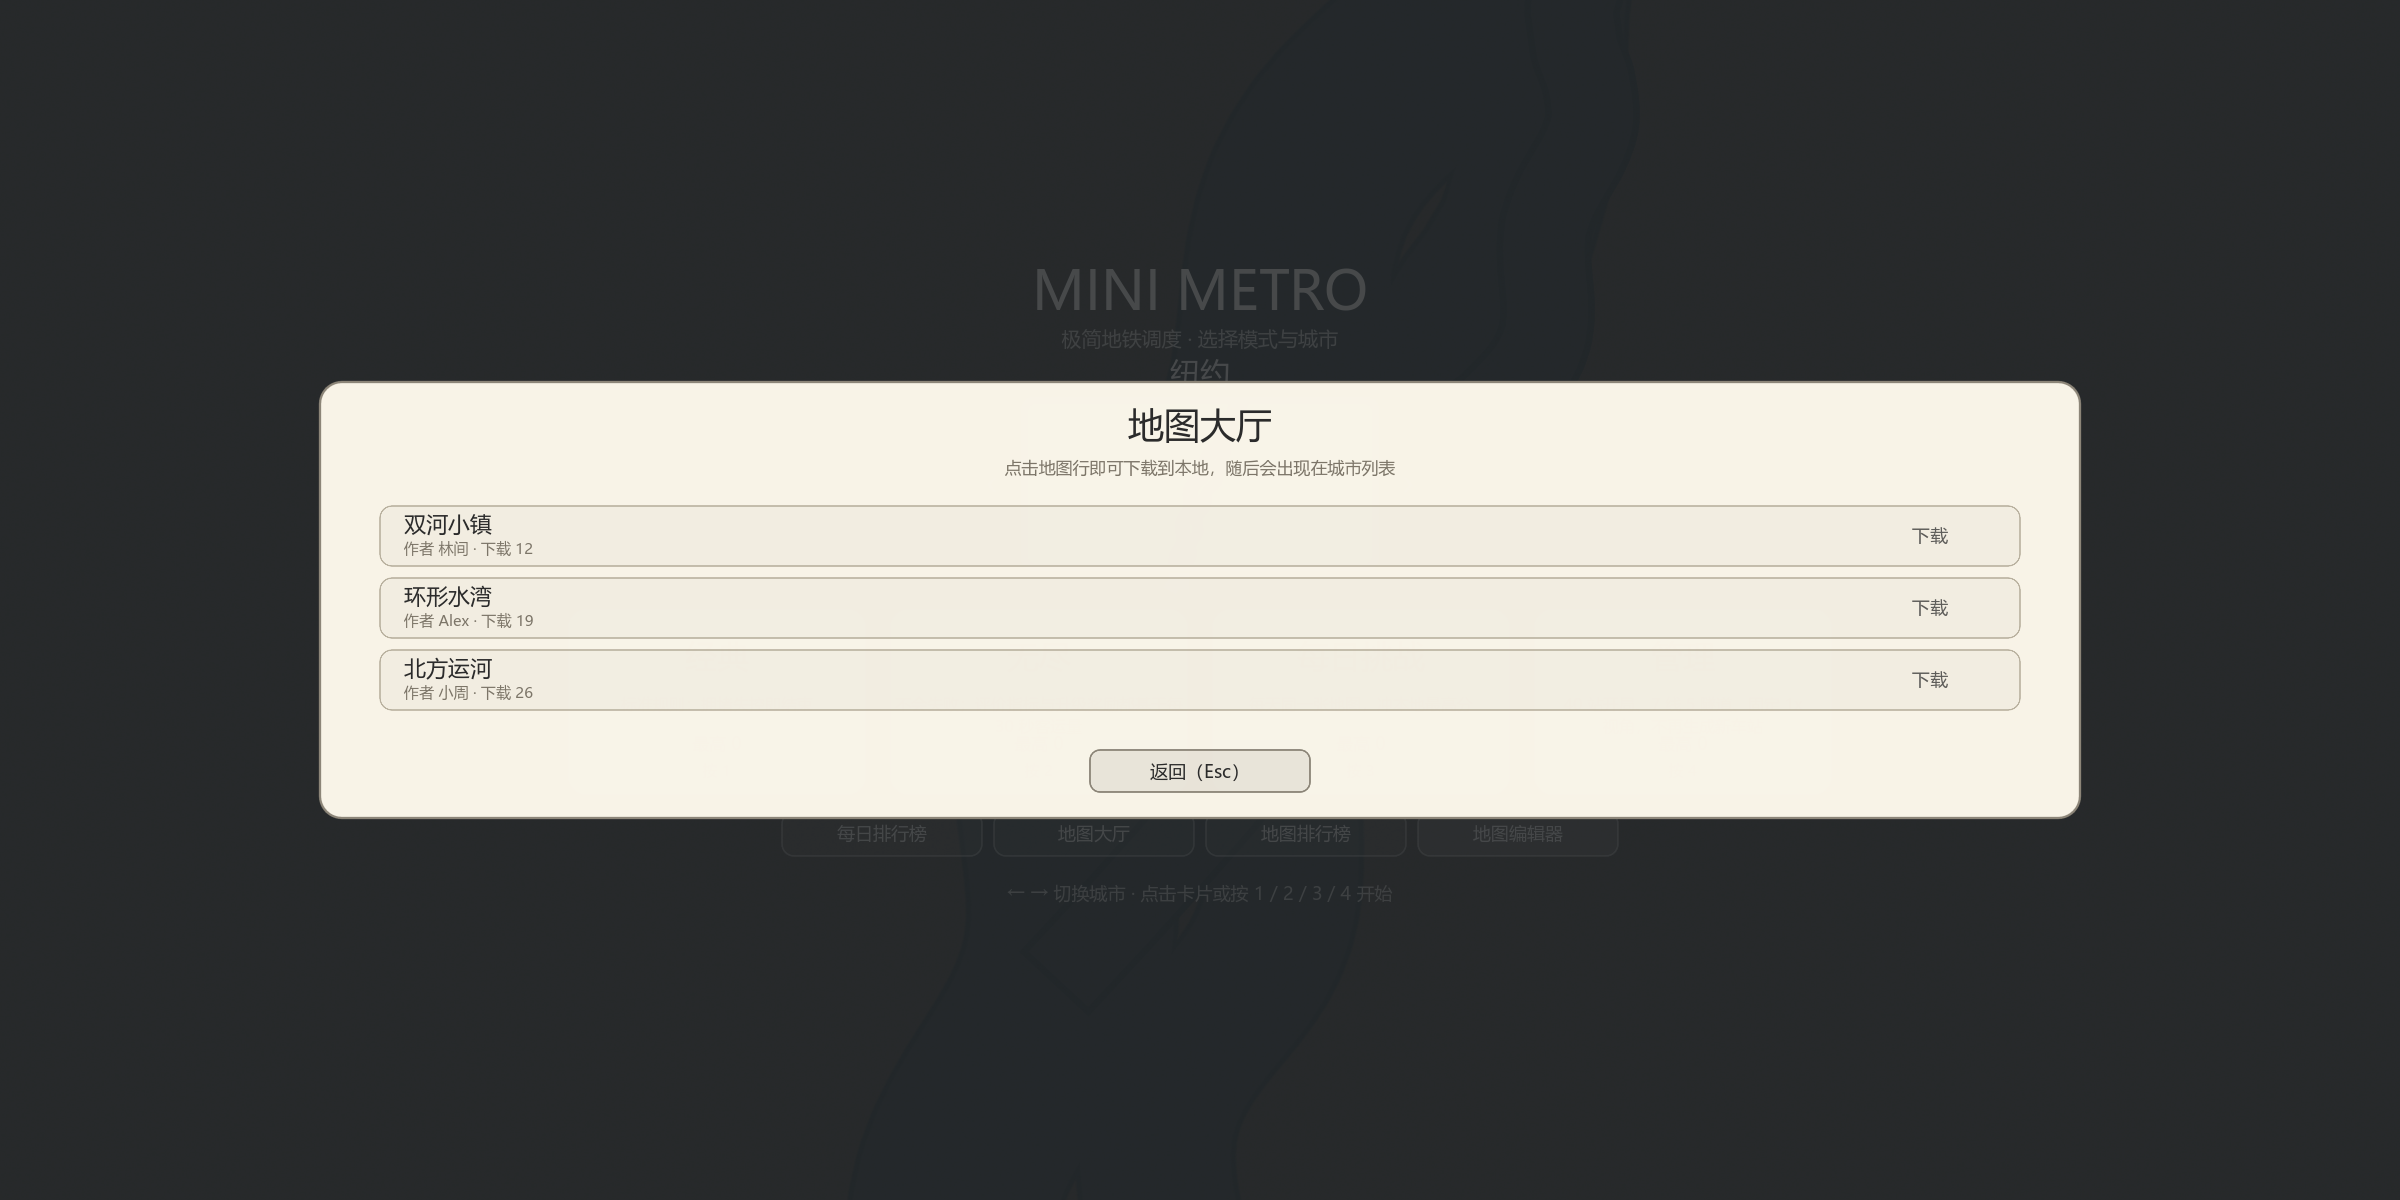 MINI METRO
极简地铁调度 · 选择模式与城市
纽约
地图大厅
点击地图行即可下载到本地，随后会出现在城市列表
双河小镇
作者 林间 · 下载 12
下载
环形水湾
作者 Alex · 下载 19
下载
北方运河
作者 小周 · 下载 26
下载
返回（Esc）
每日排行榜 地图大厅 地图排行榜 地图编辑器
← → 切换城市 · 点击卡片或按 1 / 2 / 3 / 4 开始